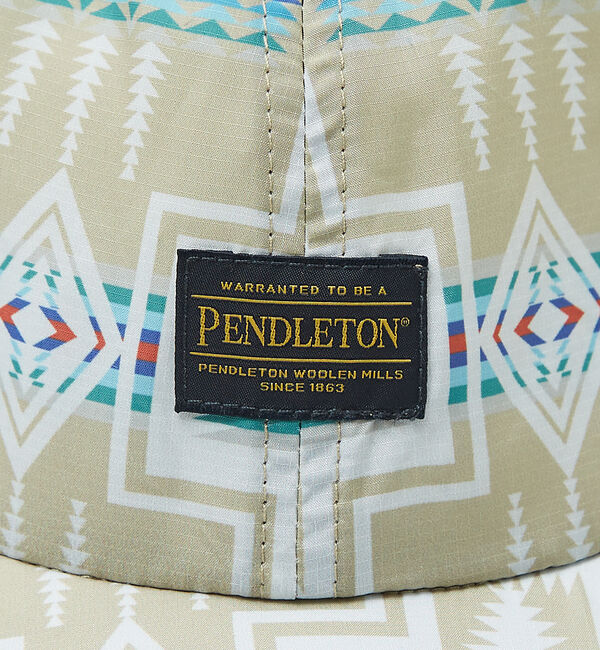 WARRANTED TO BE A
PENDLETON®
PENDLETON WOOLEN MILLS
SINCE 1863